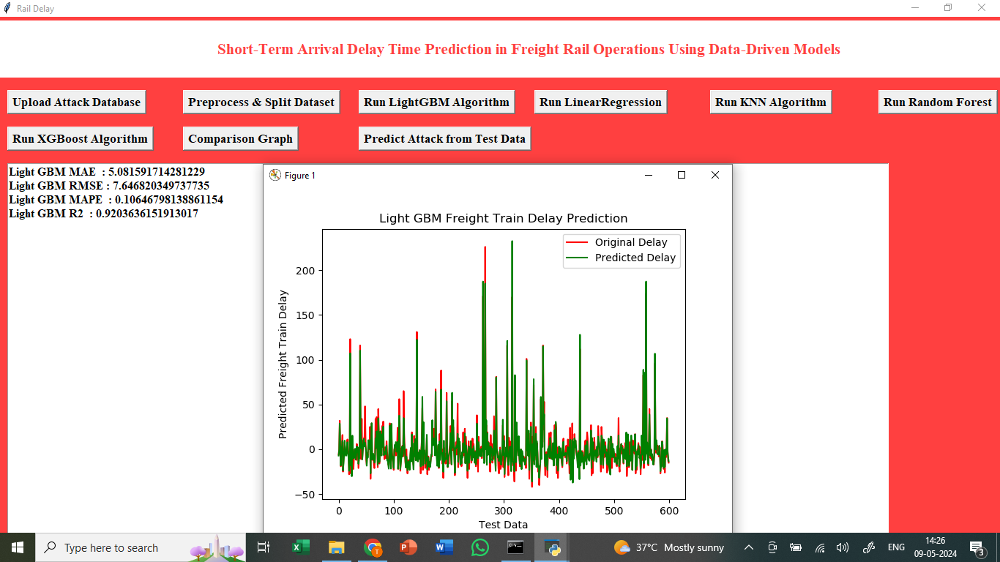 Rail Delay
Short-Term Arrival Delay Time Prediction in Freight Rail Operations Using Data-Driven Models
Upload Attack Database
Preprocess & Split Dataset
Run LightGBM Algorithm
Run LinearRegression
Run KNN Algorithm
Run Random Forest
Run XGBoost Algorithm
Comparison Graph
Predict Attack from Test Data
Light GBM MAE : 5.081591714281229
Light GBM RMSE : 7.646820349737735
Light GBM MAPE : 0.10646798138861154
Light GBM R2 : 0.9203636151913017
Figure 1
Light GBM Freight Train Delay Prediction
Original Delay
Predicted Delay
Predicted Freight Train Delay
200
150
100
50
0
−50
0 100 200 300 400 500 600
Test Data
Type here to search
37°C Mostly sunny
ENG
14:26
09-05-2024
3